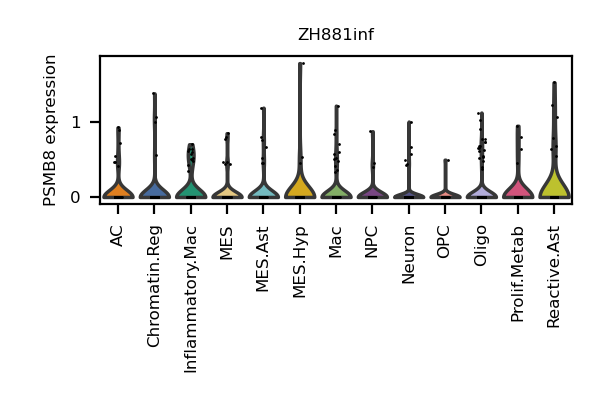 ZH881inf
PSMB8 expression
1
0
AC
Chromatin.Reg
Inflammatory.Mac
MES
MES.Ast
MES.Hyp
Mac
NPC
Neuron
OPC
Oligo
Prolif.Metab
Reactive.Ast